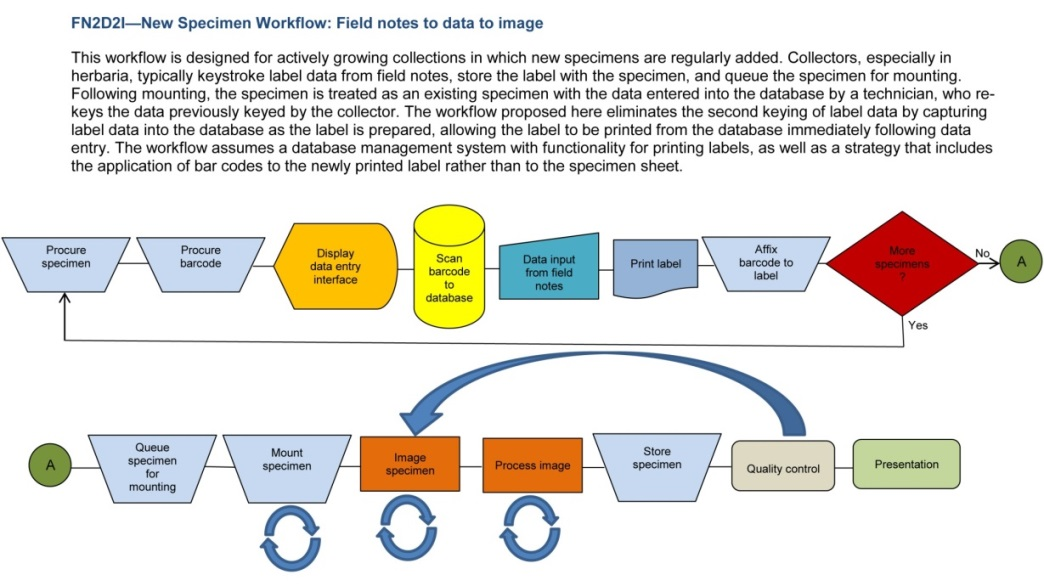 FN2D2I—New Specimen Workflow: Field notes to data to image
This workflow is designed for actively growing collections in which new specimens are regularly added. Collectors, especially in
herbaria, typically keystroke label data from field notes, store the label with the specimen, and queue the specimen for mounting.
Following mounting, the specimen is treated as an existing specimen with the data entered into the database by a technician, who re-
keys the data previously keyed by the collector. The workflow proposed here eliminates the second keying of label data by capturing
label data into the database as the label is prepared, allowing the label to be printed from the database immediately following data
entry. The workflow assumes a database management system with functionality for printing labels, as well as a strategy that includes
the application of bar codes to the newly printed label rather than to the specimen sheet.
Procure
specimen
Procure
barcode
Display
data entry
interface
Scan
barcode
to
database
Data input
from field
notes
Print label
Affix
barcode to
label
More
specimens
?
No
A
Yes
A
Queue
specimen
for
mounting
Mount
specimen
Image
specimen
Process image
Store
specimen
Quality control
Presentation